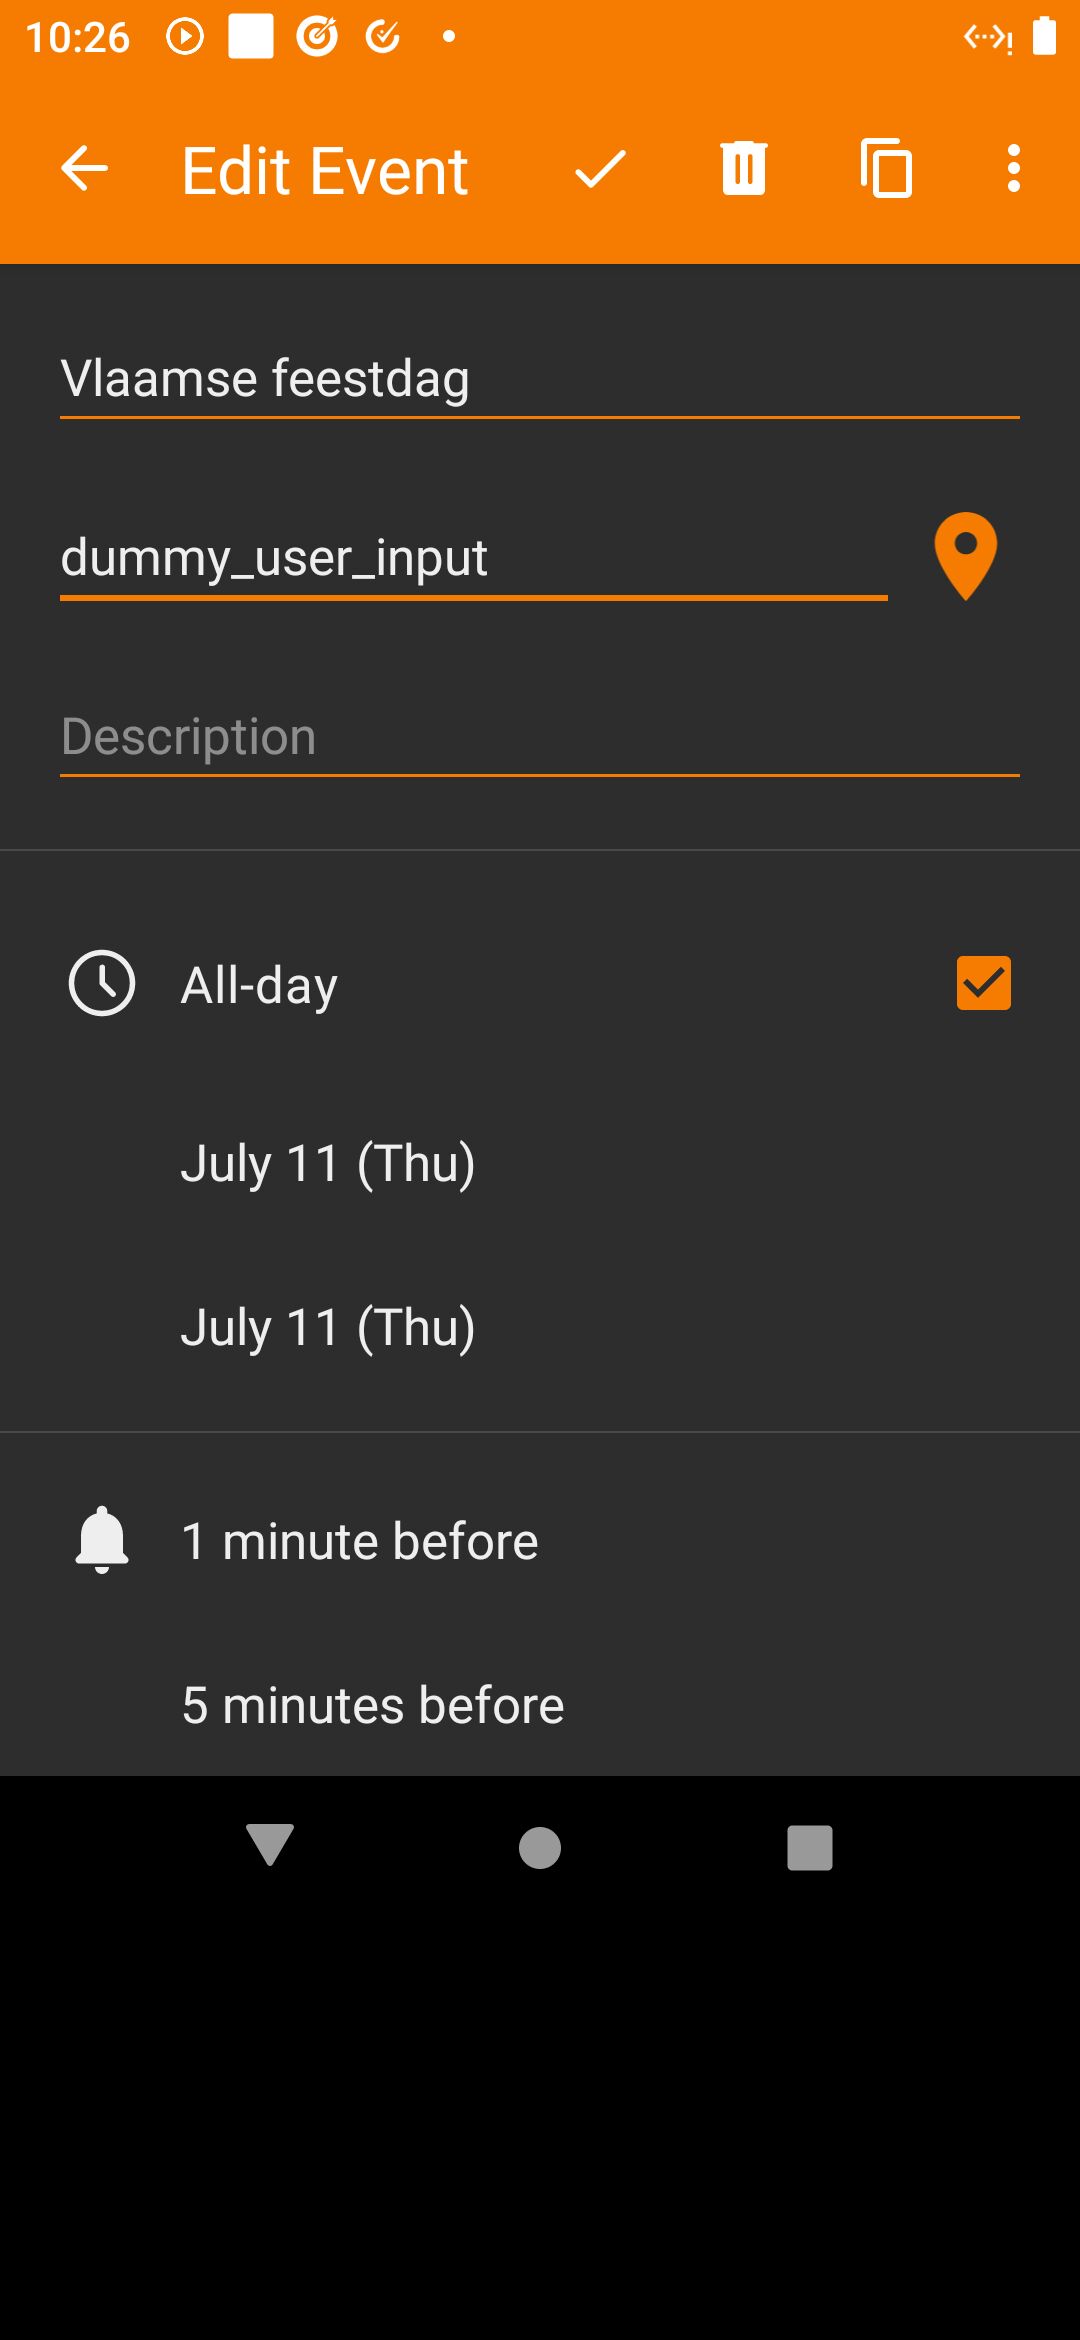 10:26
Edit Event
Vlaamse feestdag
dummy_user_input
Description
All-day
July 11 (Thu)
July 11 (Thu)
1 minute before
5 minutes before